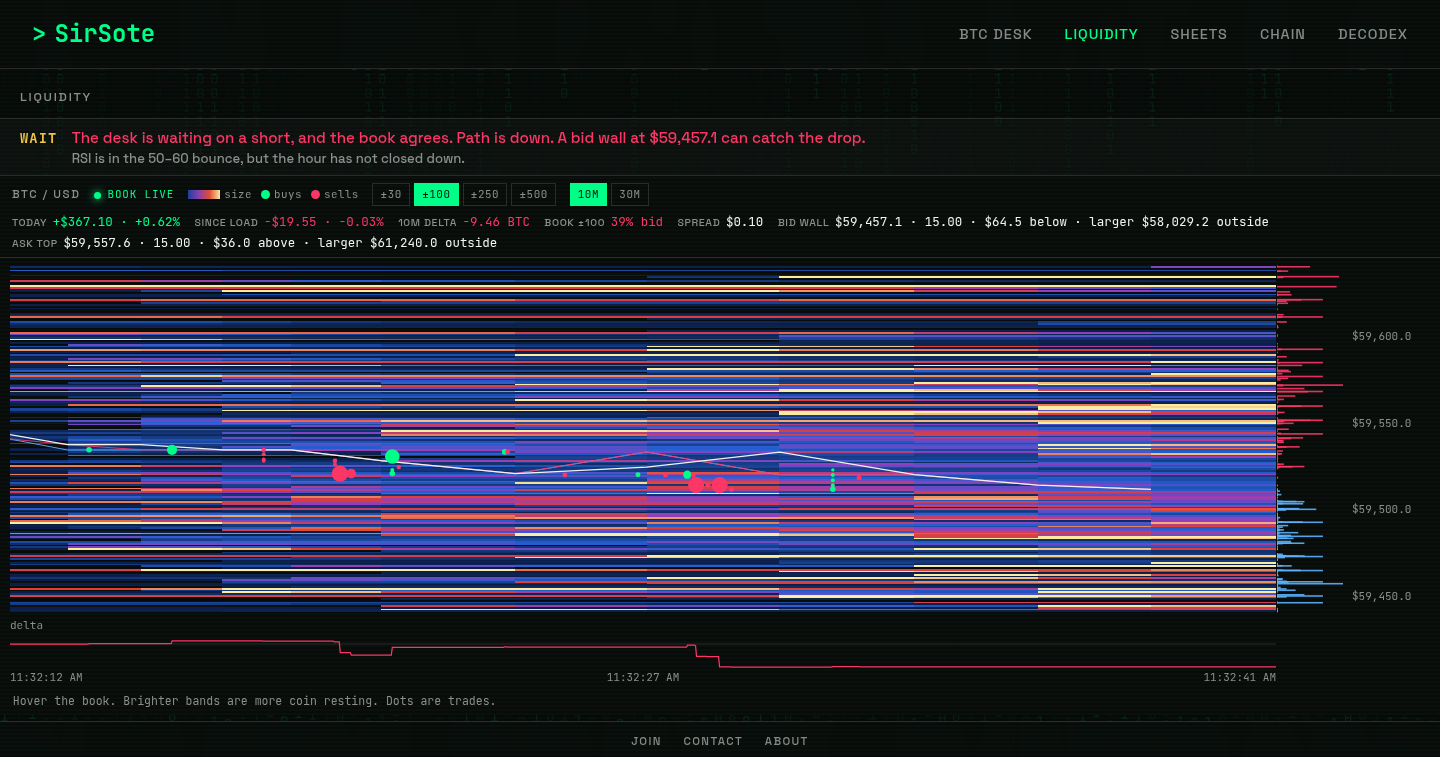 > SirSote
BTC DESK LIQUIDITY SHEETS CHAIN DECODEX
LIQUIDITY
WAIT The desk is waiting on a short, and the book agrees. Path is down. A bid wall at $59,457.1 can catch the drop.
RSI is in the 50–60 bounce, but the hour has not closed down.
BTC / USD BOOK LIVE size buys sells ±30 ±100 ±250 ±500 10M 30M
TODAY +$367.10 · +0.62% SINCE LOAD -$19.55 · -0.03% 10M DELTA -9.46 BTC BOOK ±100 39% bid SPREAD $0.10 BID WALL $59,457.1 · 15.00 · $64.5 below · larger $58,029.2 outside
ASK TOP $59,557.6 · 15.00 · $36.0 above · larger $61,240.0 outside
$59,600.0
$59,550.0
$59,500.0
$59,450.0
delta
11:32:12 AM 11:32:27 AM 11:32:41 AM
Hover the book. Brighter bands are more coin resting. Dots are trades.
JOIN CONTACT ABOUT